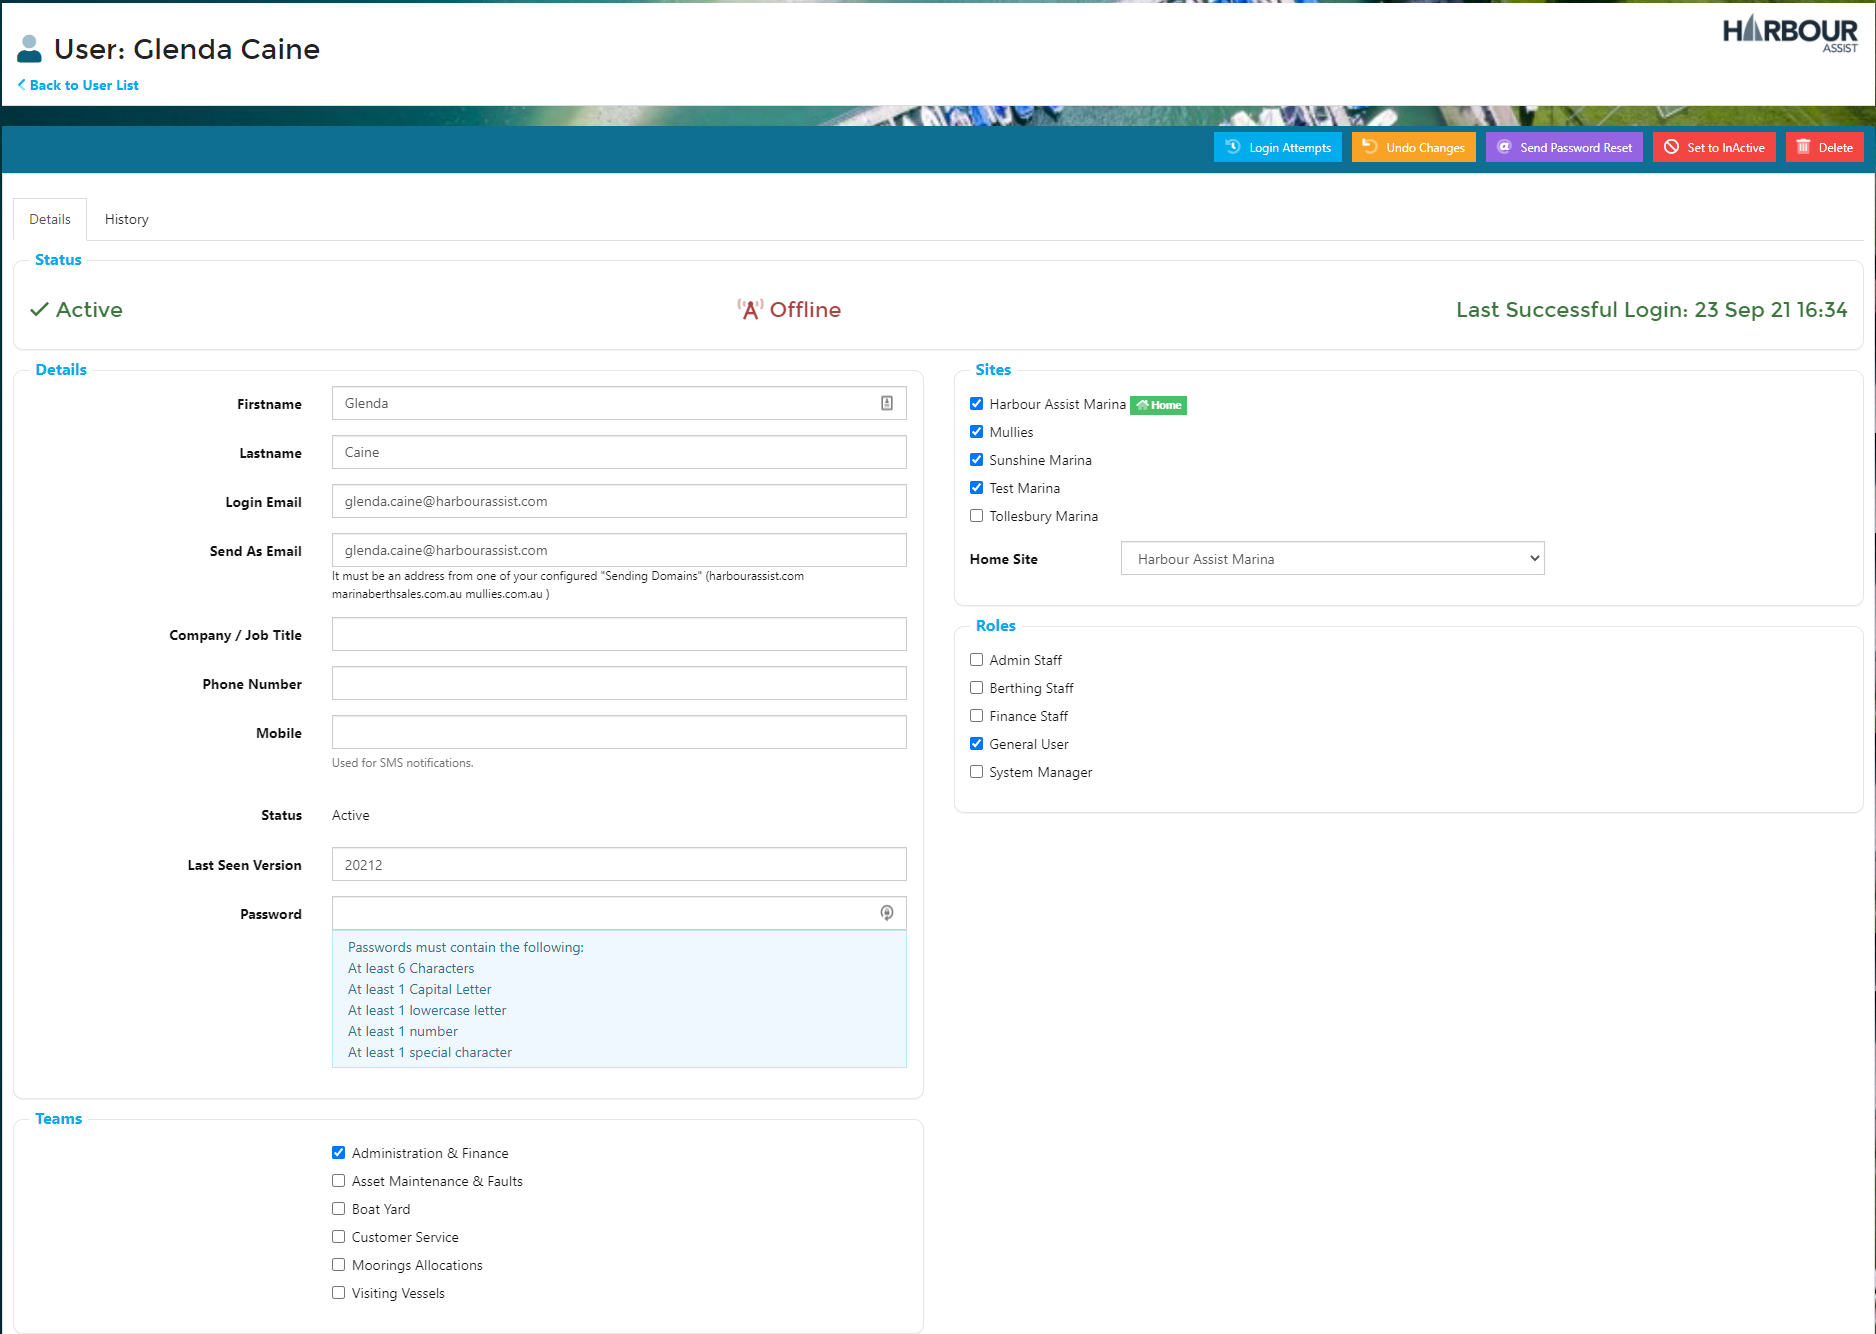 User: Glenda Caine
HARBOUR
ASSIST
Back to User List
Login Attempts
Undo Changes
Send Password Reset
Set to InActive
Delete
Details
History
Status
Active
Offline
Last Successful Login: 23 Sep 21 16:34
Details
Firstname
Glenda
Lastname
Caine
Login Email
glenda.caine@harbourassist.com
Send As Email
glenda.caine@harbourassist.com
It must be an address from one of your configured "Sending Domains" (harbourassist.com
marinaberthsales.com.au mullies.com.au )
Company / Job Title
Phone Number
Mobile
Used for SMS notifications.
Status
Active
Last Seen Version
20212
Password
Passwords must contain the following:
At least 6 Characters
At least 1 Capital Letter
At least 1 lowercase letter
At least 1 number
At least 1 special character
Teams
Administration & Finance
Asset Maintenance & Faults
Boat Yard
Customer Service
Moorings Allocations
Visiting Vessels
Sites
Harbour Assist Marina Home
Mullies
Sunshine Marina
Test Marina
Tollesbury Marina
Home Site
Harbour Assist Marina
Roles
Admin Staff
Berthing Staff
Finance Staff
General User
System Manager